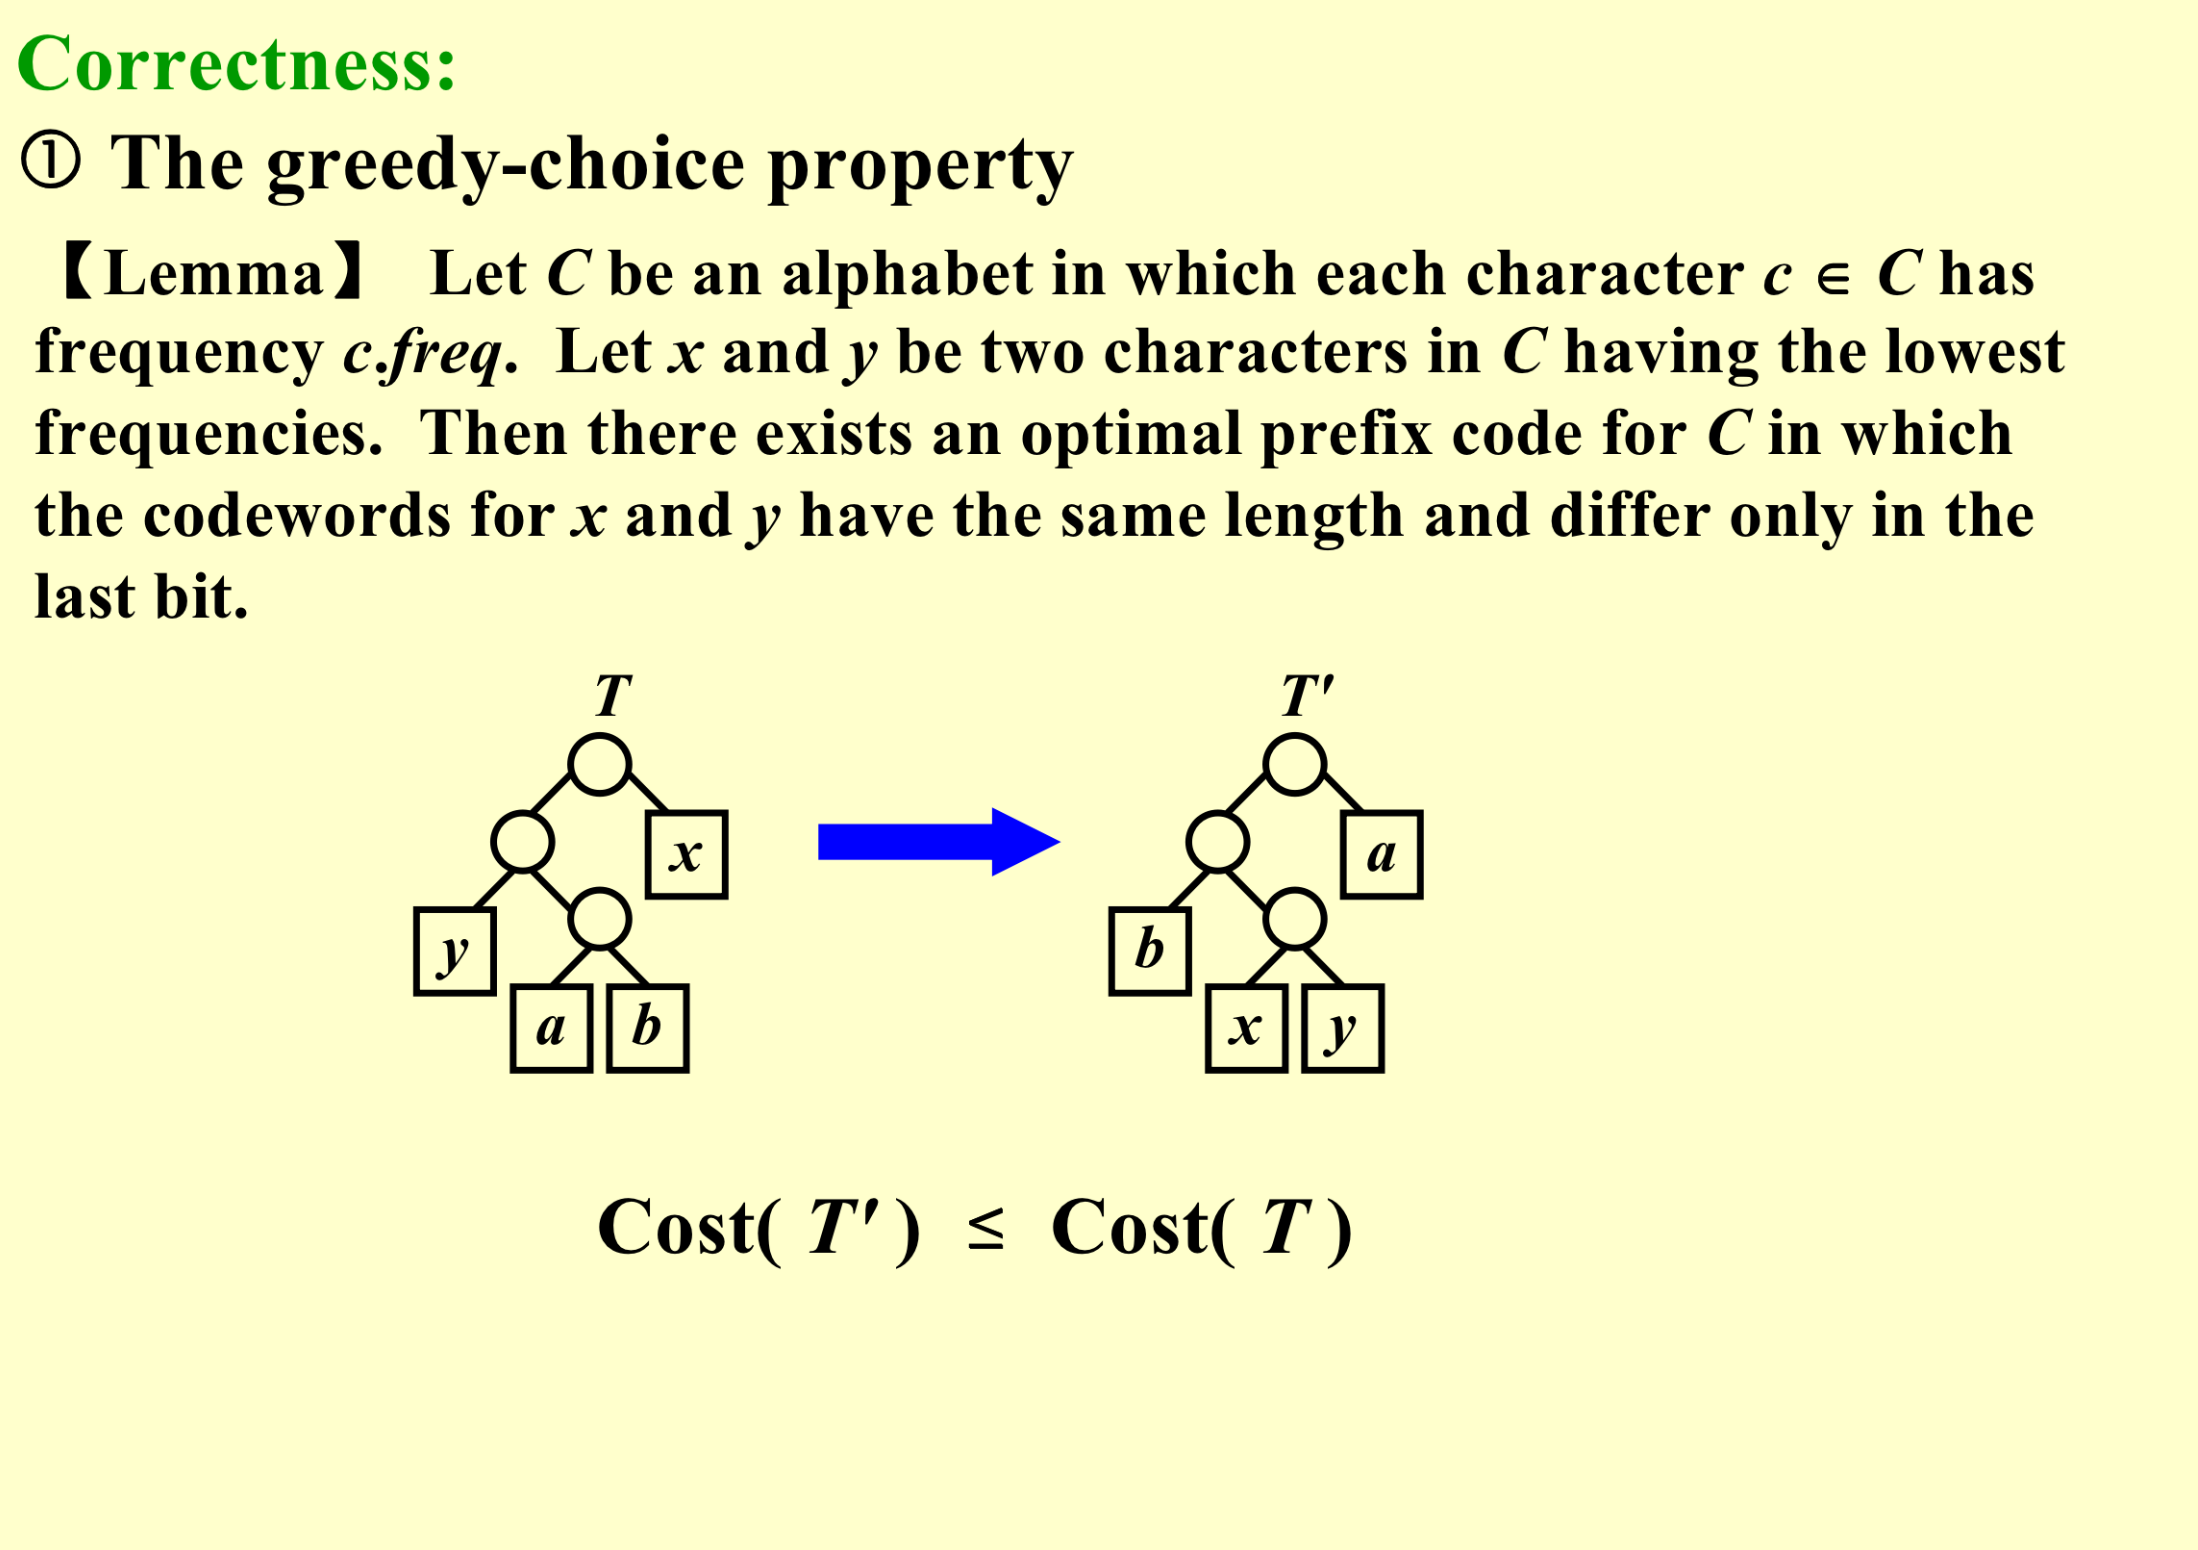 Correctness:
① The greedy-choice property
【Lemma】 Let C be an alphabet in which each character c ∈ C has
frequency c.freq. Let x and y be two characters in C having the lowest
frequencies. Then there exists an optimal prefix code for C in which
the codewords for x and y have the same length and differ only in the
last bit.
T T′
x a
y b
a b x y
Cost( T′ ) ≤ Cost( T )